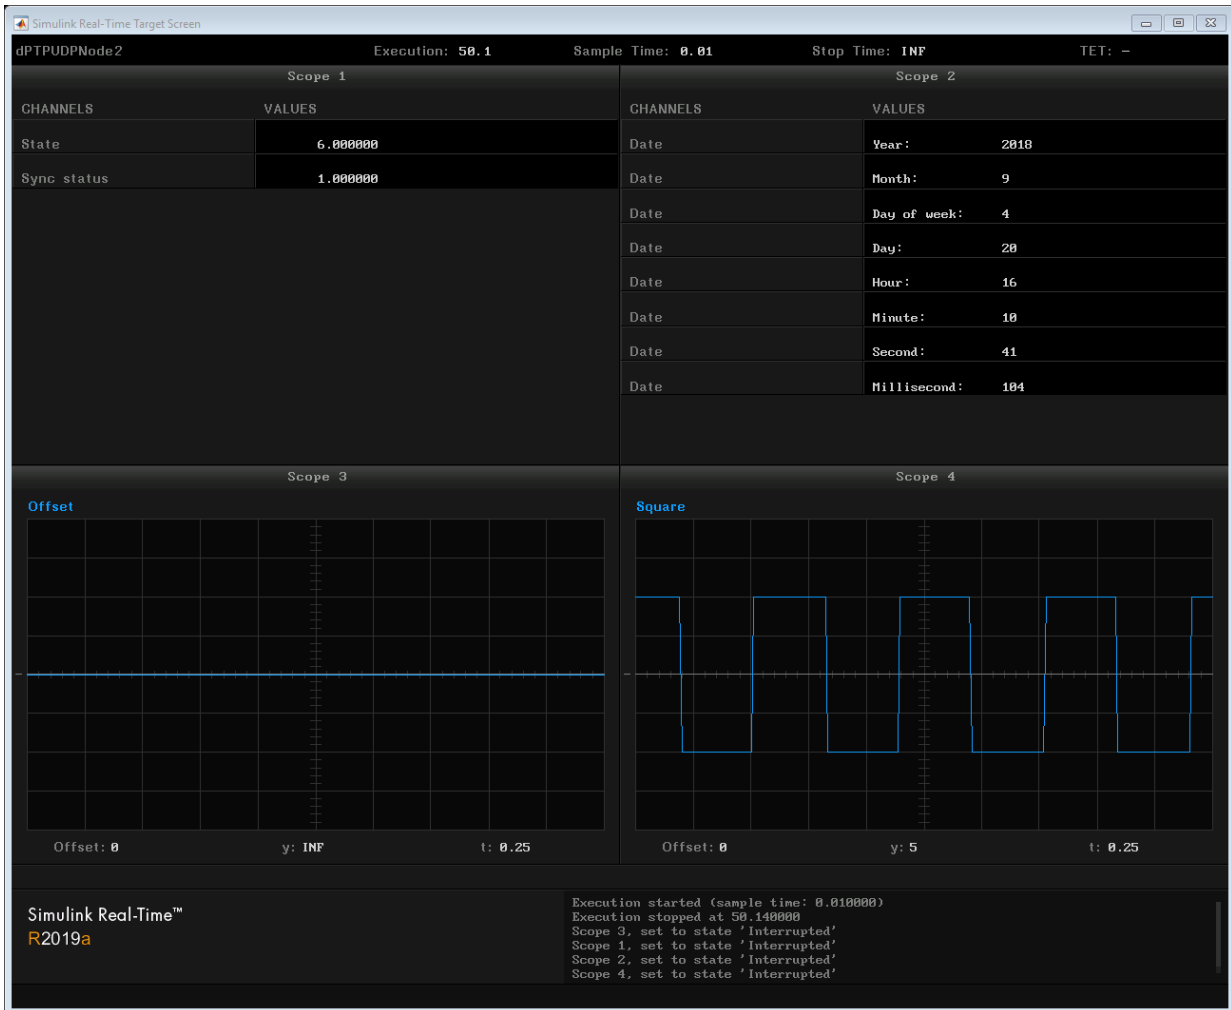 Simulink Real-Time Target Screen
dPTPUDPNode2 Execution: 50.1 Sample Time: 0.01 Stop Time: INF TET: -
Scope 1
CHANNELS VALUES
State 6.000000
Sync status 1.000000
Scope 2
CHANNELS VALUES
Date Year: 2018
Date Month: 9
Date Day of week: 4
Date Day: 20
Date Hour: 16
Date Minute: 10
Date Second: 41
Date Millisecond: 104
Scope 3
Offset
Offset: 0 y: INF t: 0.25
Scope 4
Square
Offset: 0 y: 5 t: 0.25
Simulink Real-Time™
R2019a
Execution started (sample time: 0.010000)
Execution stopped at 50.140000
Scope 3, set to state 'Interrupted'
Scope 1, set to state 'Interrupted'
Scope 2, set to state 'Interrupted'
Scope 4, set to state 'Interrupted'